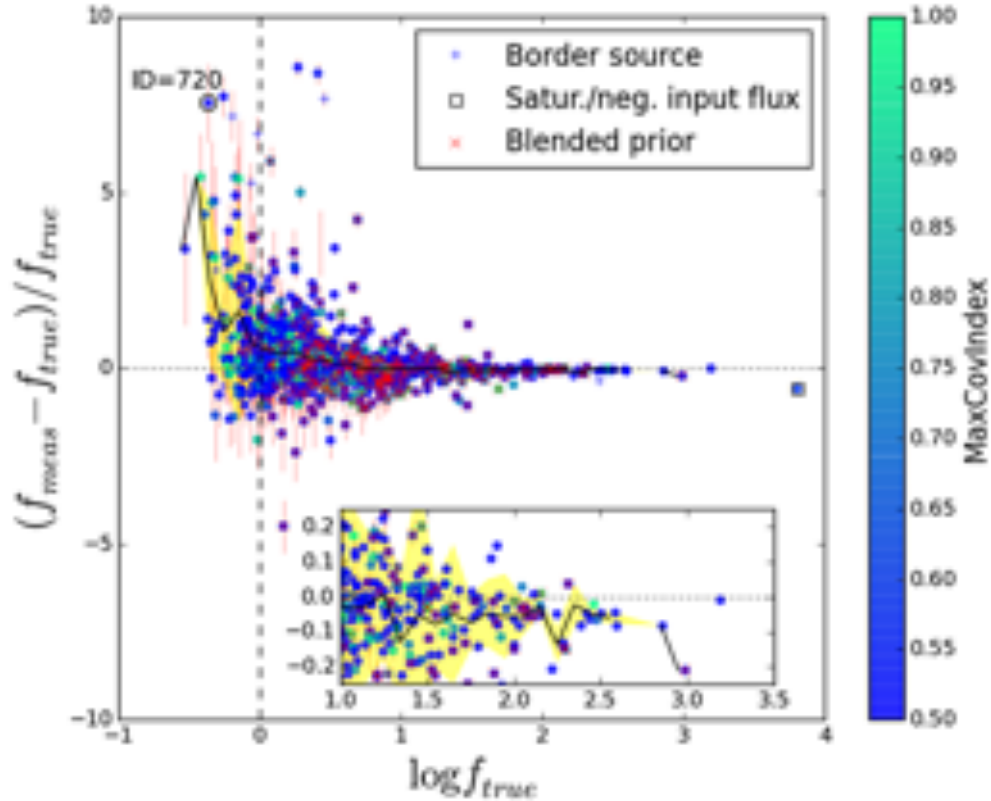 10
1.00
Border source
ID=720
Satur./neg. input flux
0.95
Blended prior
0.90
5
0.85
(f_meas − f_true)/f_true
0.80
0
0.75
MaxCovIndex
0.70
0.65
−5
0.2
0.1
0.60
0.0
−0.1
0.55
−0.2
1.0 1.5 2.0 2.5 3.0 3.5
−10
0.50
−1 0 1 2 3 4
log f_true